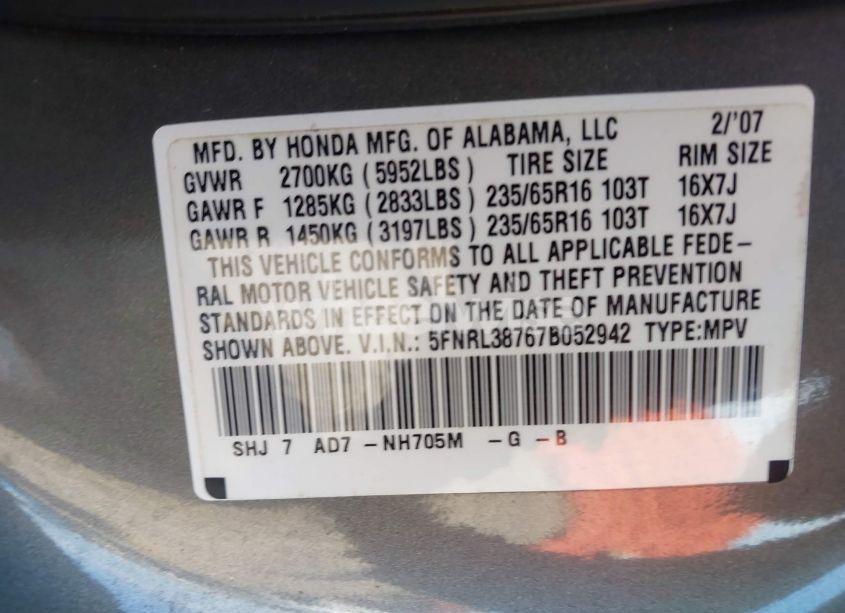 MFD. BY HONDA MFG. OF ALABAMA, LLC 2/'07
GVWR 2700KG (5952LBS) TIRE SIZE RIM SIZE
GAWR F 1285KG (2833LBS) 235/65R16 103T 16X7J
GAWR R 1450KG (3197LBS) 235/65R16 103T 16X7J
THIS VEHICLE CONFORMS TO ALL APPLICABLE FEDE-
RAL MOTOR VEHICLE SAFETY AND THEFT PREVENTION
STANDARDS IN EFFECT ON THE DATE OF MANUFACTURE
SHOWN ABOVE. V.I.N.: 5FNRL38767B052942 TYPE:MPV
SHJ 7 AD7 -NH705M -G -B